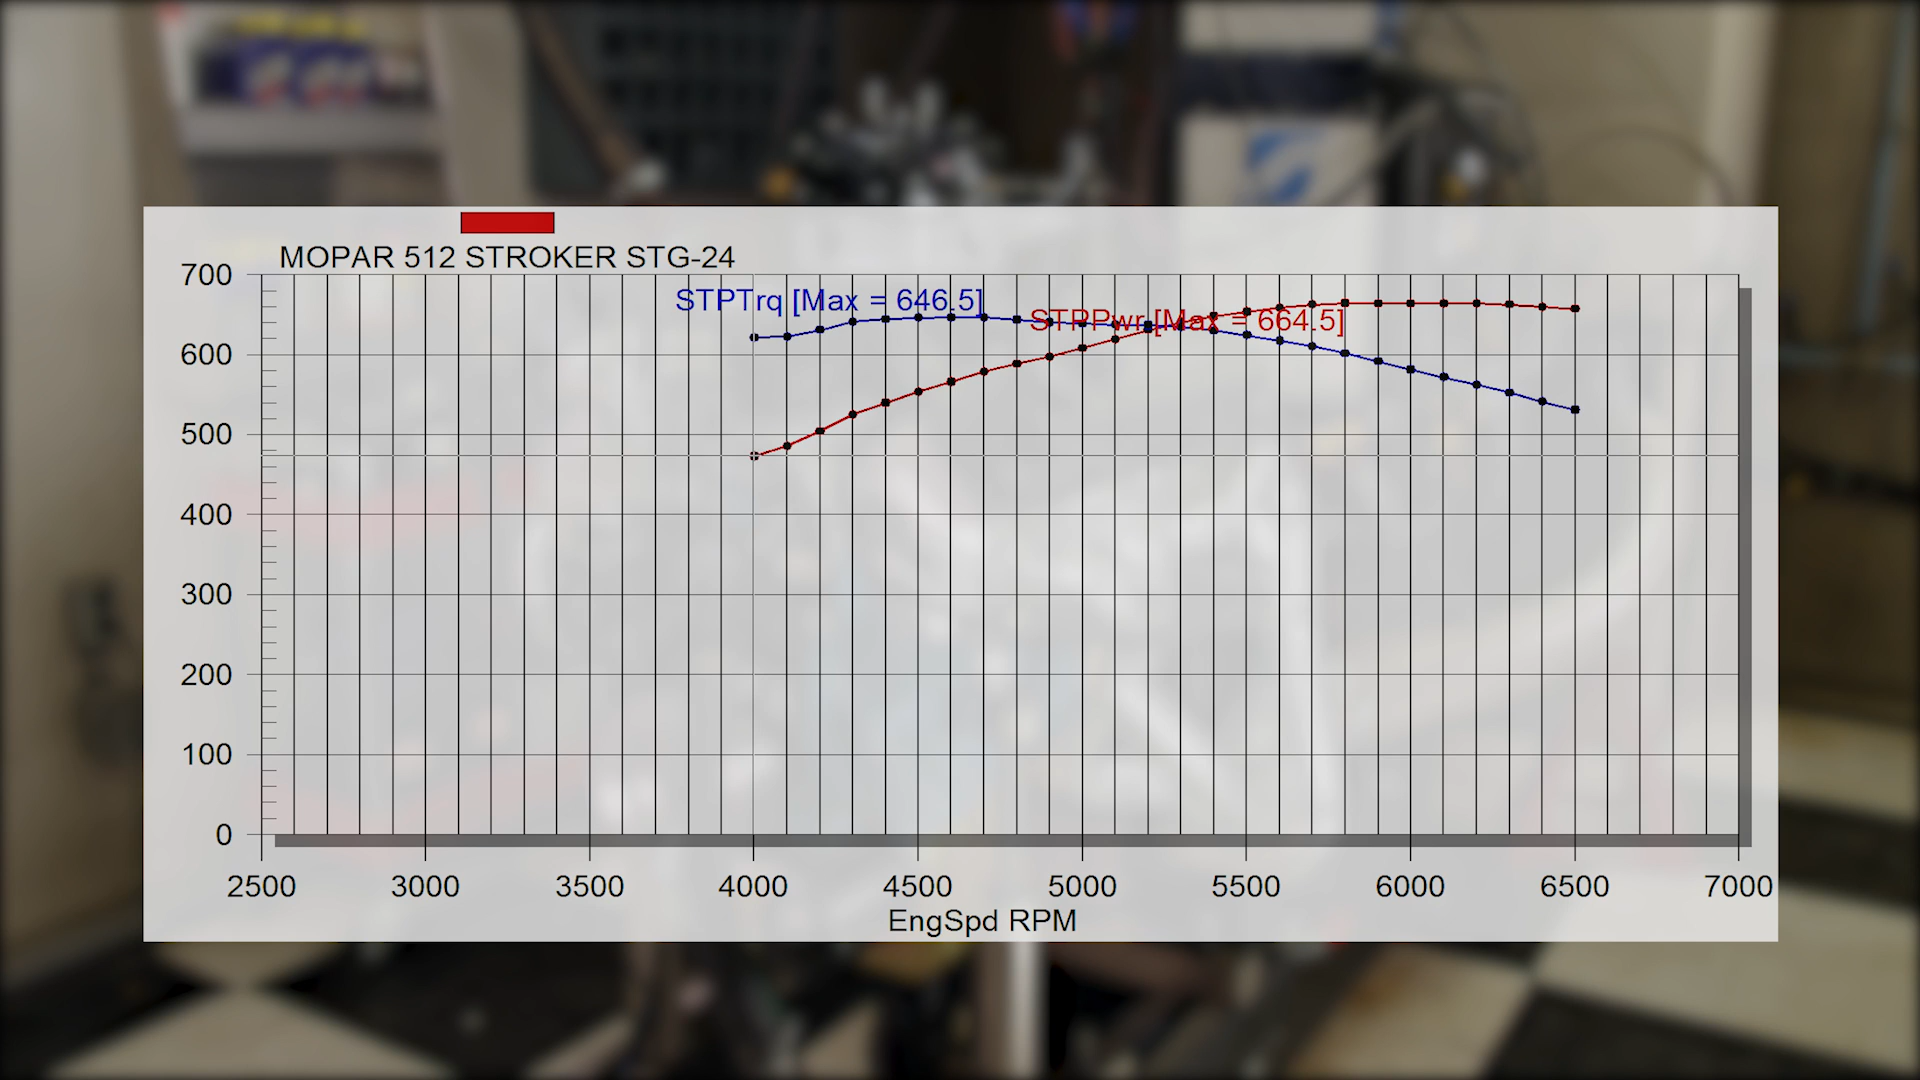 MOPAR 512 STROKER STG-24
700
STPTrq [Max = 646.5]
STPPwr [Max = 664.5]
600
500
400
300
200
100
0
2500 3000 3500 4000 4500 5000 5500 6000 6500 7000
EngSpd RPM